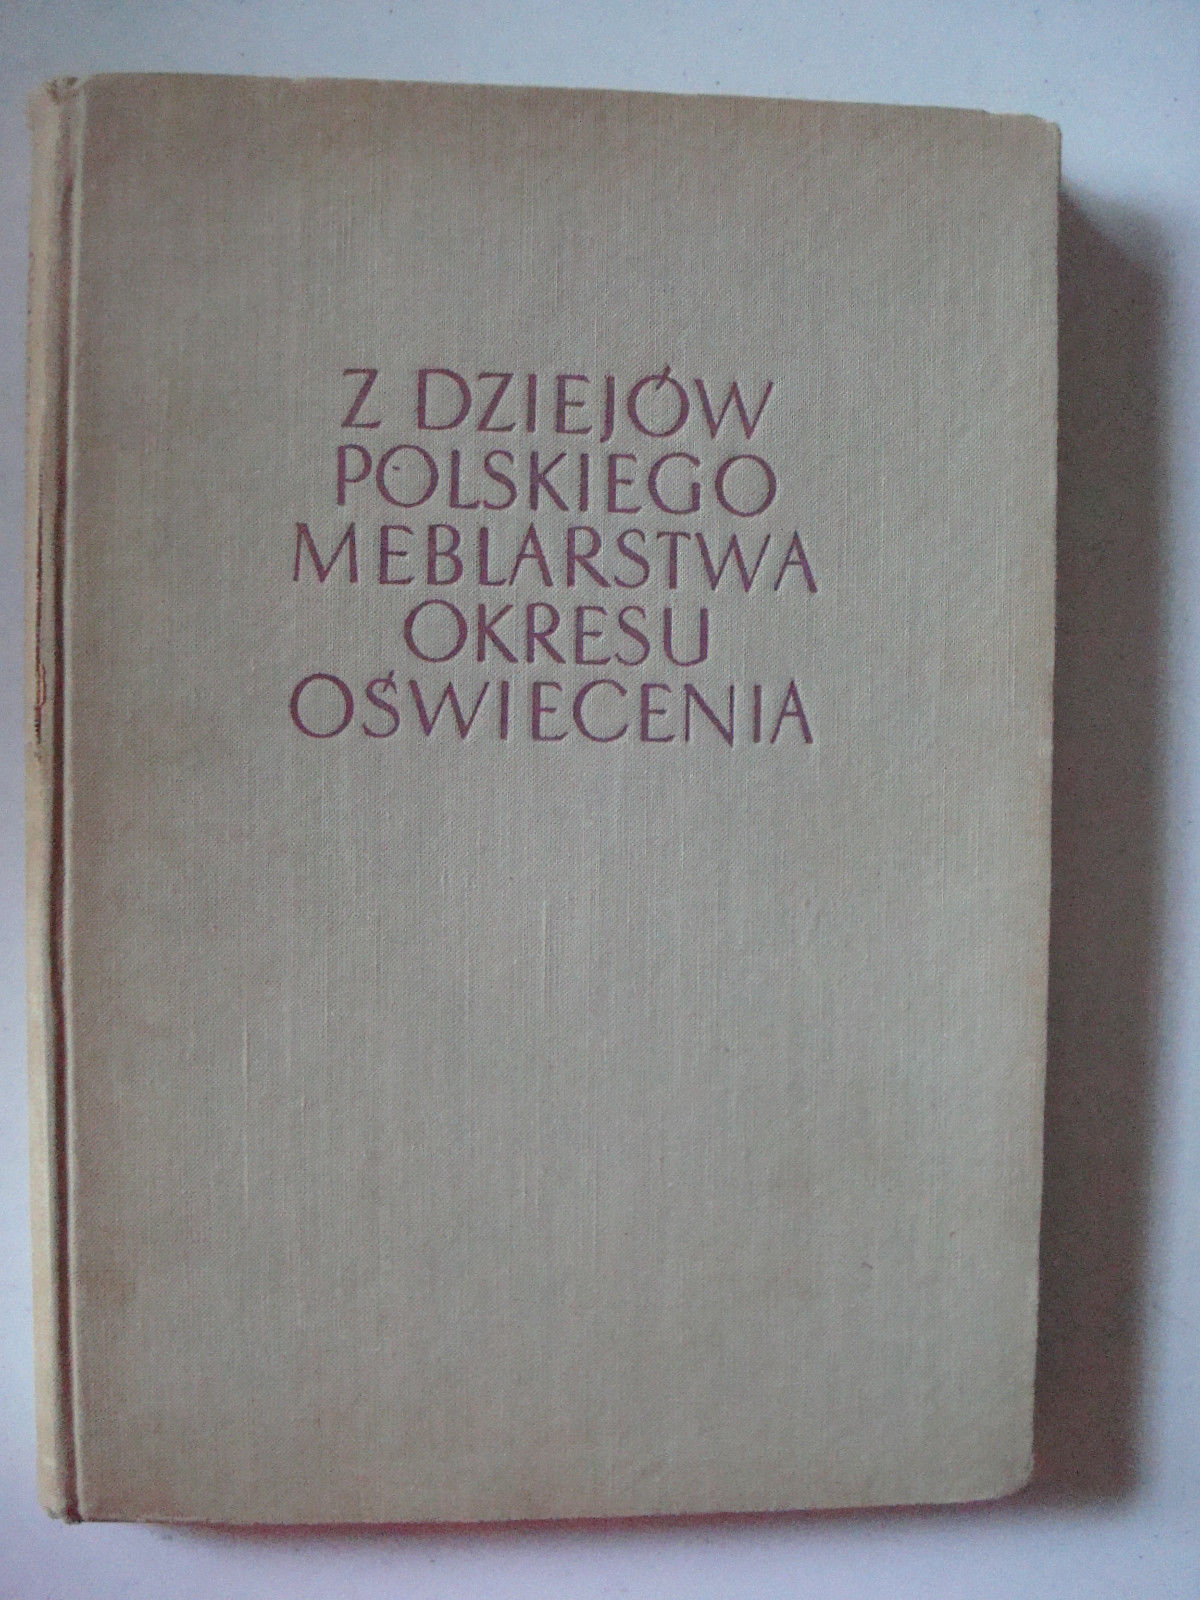 Z DZIEJÓW
POLSKIEGO
MEBLARSTWA
OKRESU
OŚWIECENIA